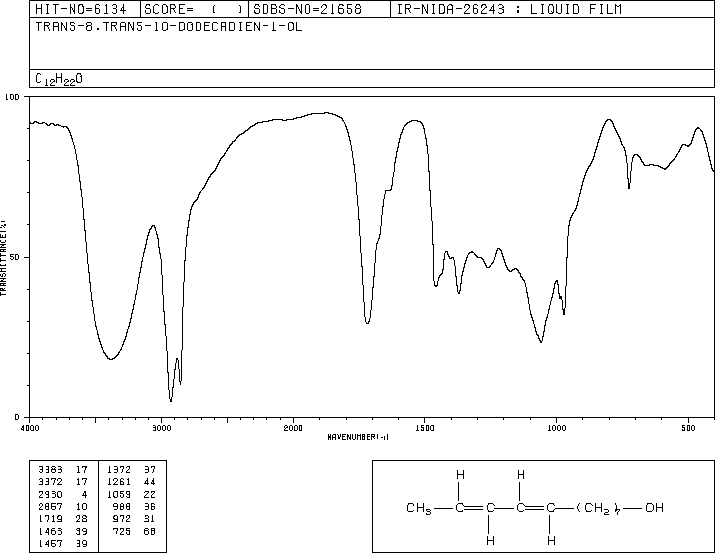 HIT-NO=6134 SCORE= ( ) SDBS-NO=21658 IR-NIDA-26243 : LIQUID FILM
TRANS-8.TRANS-10-DODECADIEN-1-OL
C12H22O
100
50
0
TRANSMITTANCE(%)
4000 3000 2000 1500 1000 500
WAVENUMBER(-1)
3383 17 1372 37
3372 17 1261 44
2930 4 1059 22
2857 10 988 36
1719 28 972 31
1463 39 725 68
1457 39
H H
CH3 C C C C (CH2)7 OH
H H